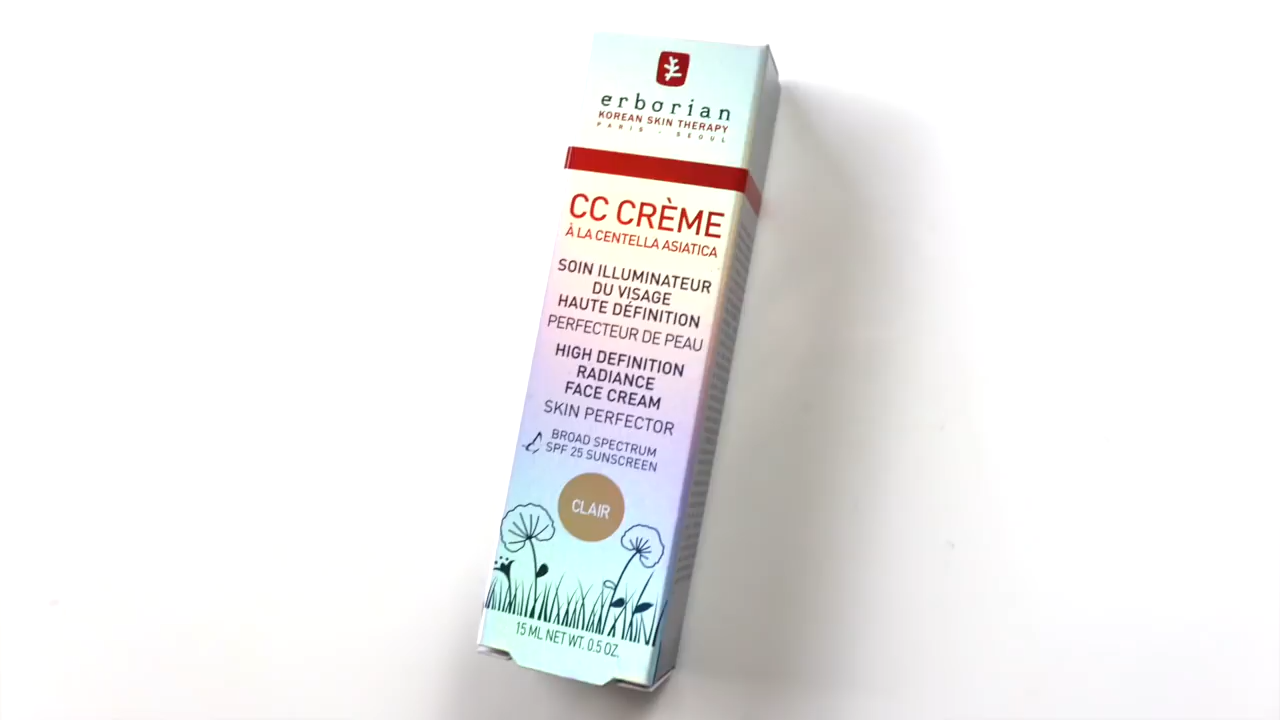 erborian
KOREAN SKIN THERAPY
PARIS - SEOUL
CC CRÈME
À LA CENTELLA ASIATICA
SOIN ILLUMINATEUR
DU VISAGE
HAUTE DÉFINITION
PERFECTEUR DE PEAU
HIGH DEFINITION
RADIANCE
FACE CREAM
SKIN PERFECTOR
BROAD SPECTRUM
SPF 25 SUNSCREEN
CLAIR
15 ML NET WT. 0.5 OZ.